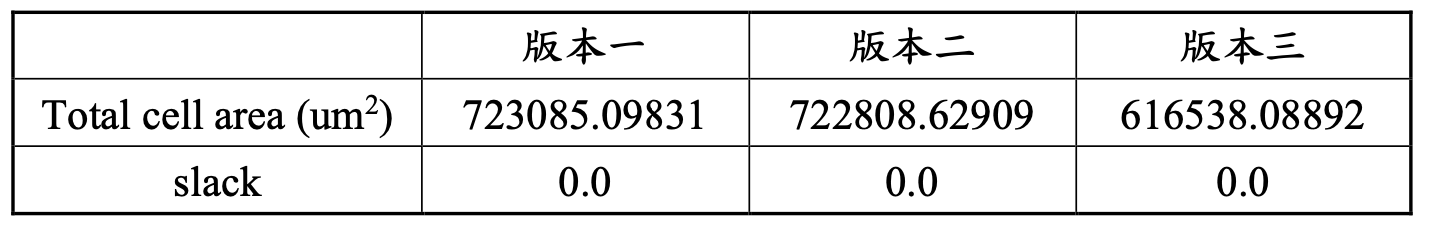 版本一 版本二 版本三
Total cell area (um²) 723085.09831 722808.62909 616538.08892
slack 0.0 0.0 0.0